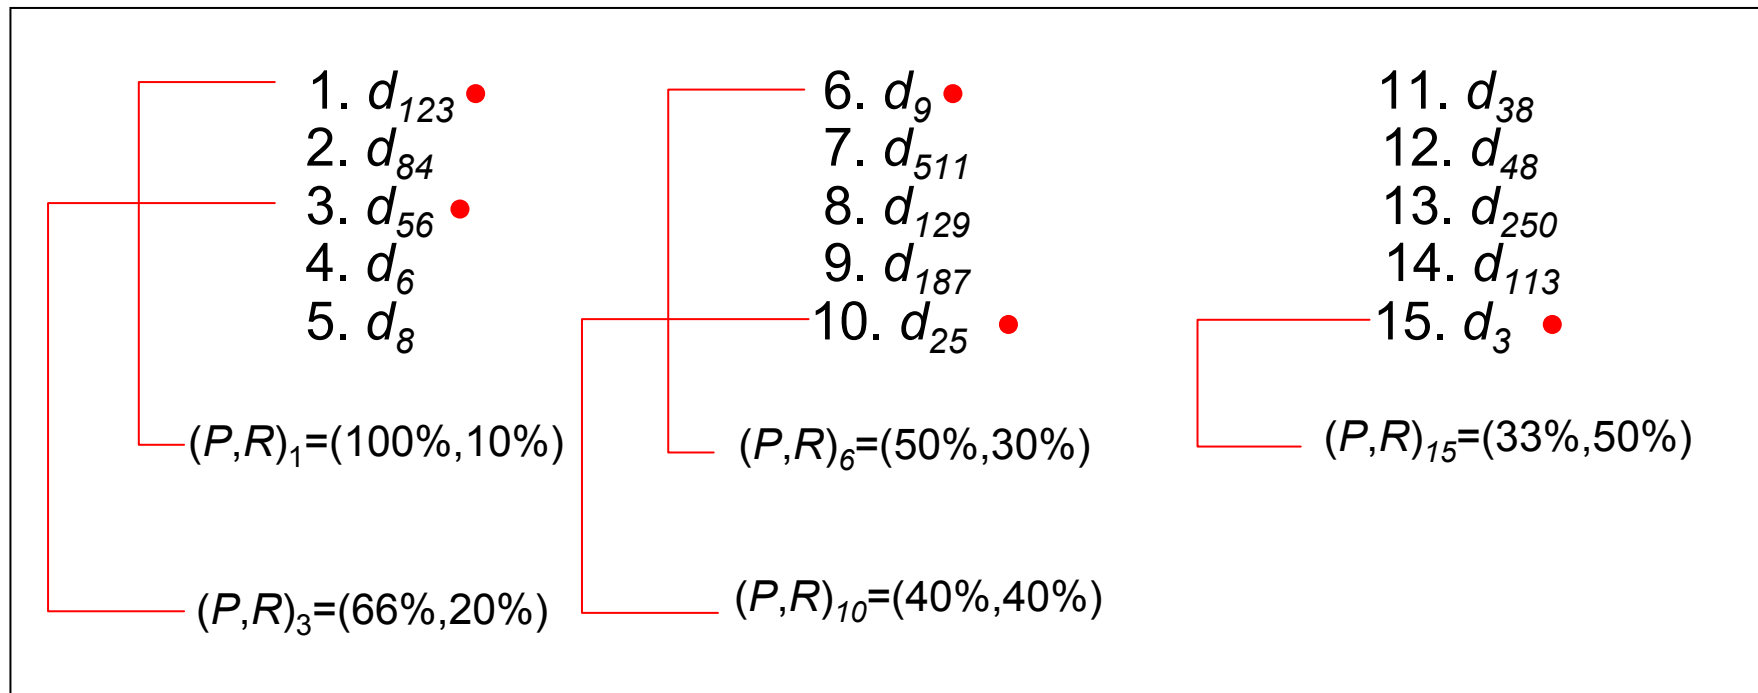 1. d123
2. d84
3. d56
4. d6
5. d8
(P,R)1=(100%,10%)
(P,R)3=(66%,20%)
6. d9
7. d511
8. d129
9. d187
10. d25
(P,R)6=(50%,30%)
(P,R)10=(40%,40%)
11. d38
12. d48
13. d250
14. d113
15. d3
(P,R)15=(33%,50%)